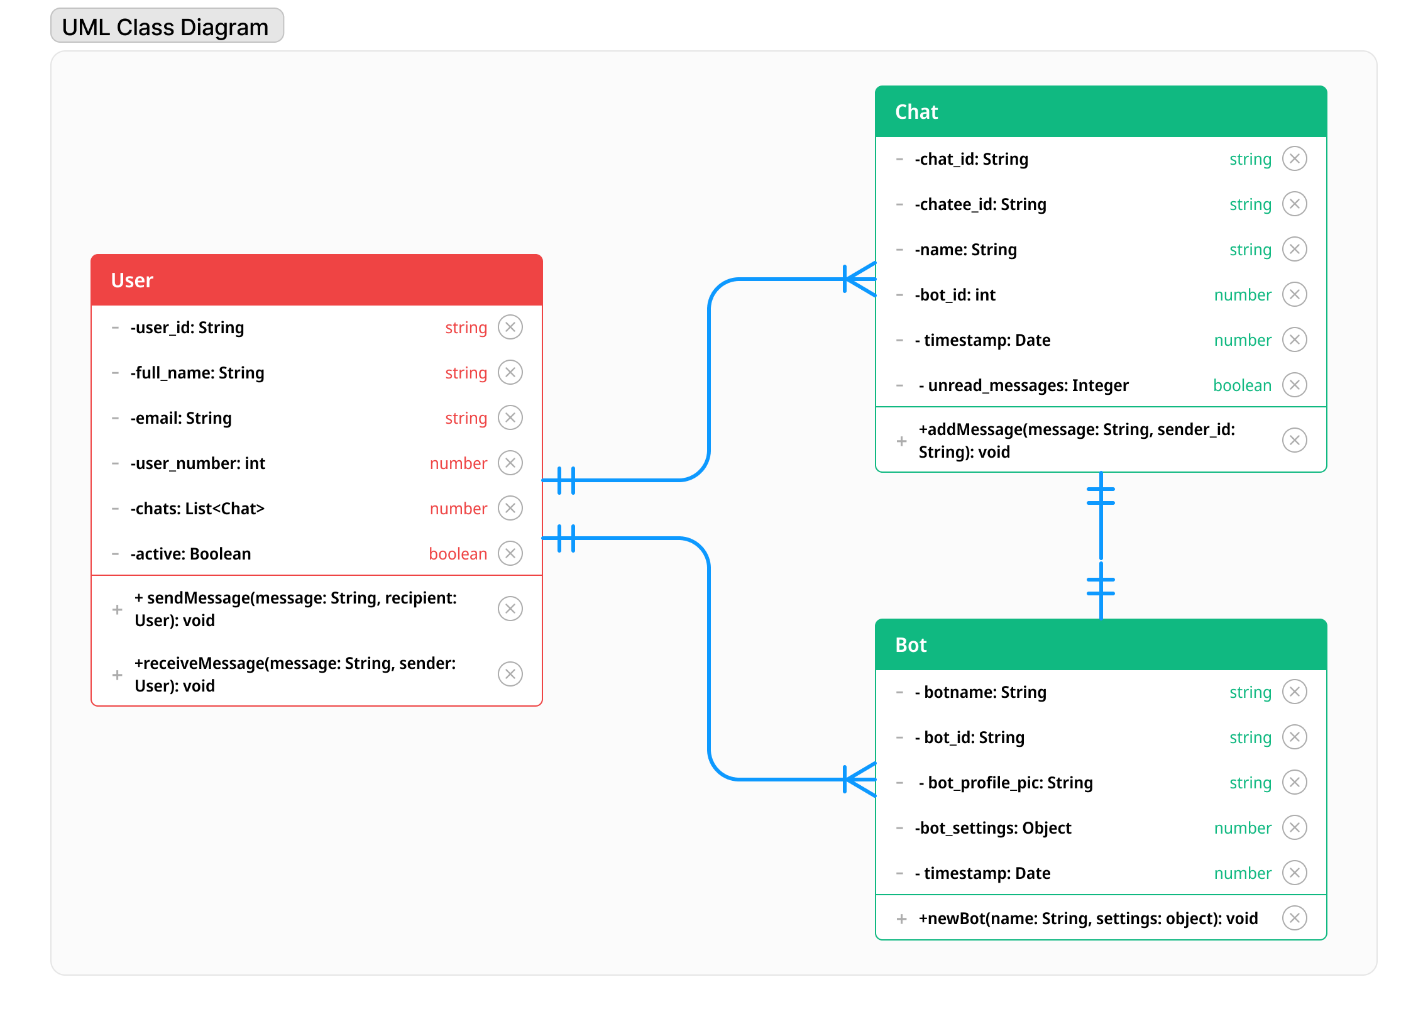 UML Class Diagram
User
- -user_id: String string
- -full_name: String string
- -email: String string
- -user_number: int number
- -chats: List<Chat> number
- -active: Boolean boolean
+ + sendMessage(message: String, recipient:
User): void
+ +receiveMessage(message: String, sender:
User): void
Chat
- -chat_id: String string
- -chatee_id: String string
- -name: String string
- -bot_id: int number
- - timestamp: Date number
- - unread_messages: Integer boolean
+ +addMessage(message: String, sender_id:
String): void
Bot
- - botname: String string
- - bot_id: String string
- - bot_profile_pic: String string
- -bot_settings: Object number
- - timestamp: Date number
+ +newBot(name: String, settings: object): void